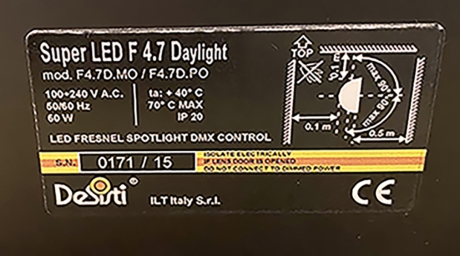 Super LED F 4.7 Daylight
mod. F4.7D.MO / F4.7D.PO
100÷240 V A.C.
50/60 Hz
60 W
ta: + 40°C
70°C MAX
IP 20
LED FRESNEL SPOTLIGHT DMX CONTROL
TOP
max 90°
max 90°
0.1 m
0.5 m
S.N. 0171 / 15
ISOLATE ELECTRICALLY
IF LENS DOOR IS OPENED
DO NOT CONNECT TO DIMMED POWER
DeSisti®
ILT Italy S.r.l.
CE